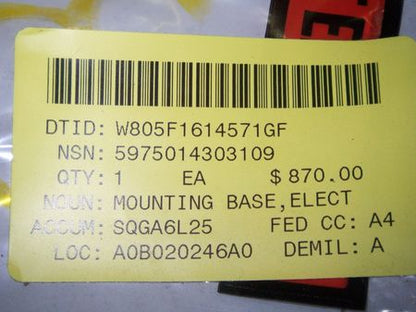 DTID: W805F1614571GF
NSN: 5975014303109
QTY: 1 EA $870.00
NOUN: MOUNTING BASE,ELECT
ACCUM: SQGA6L25 FED CC: A4
LOC: A0B020246A0 DEMIL: A